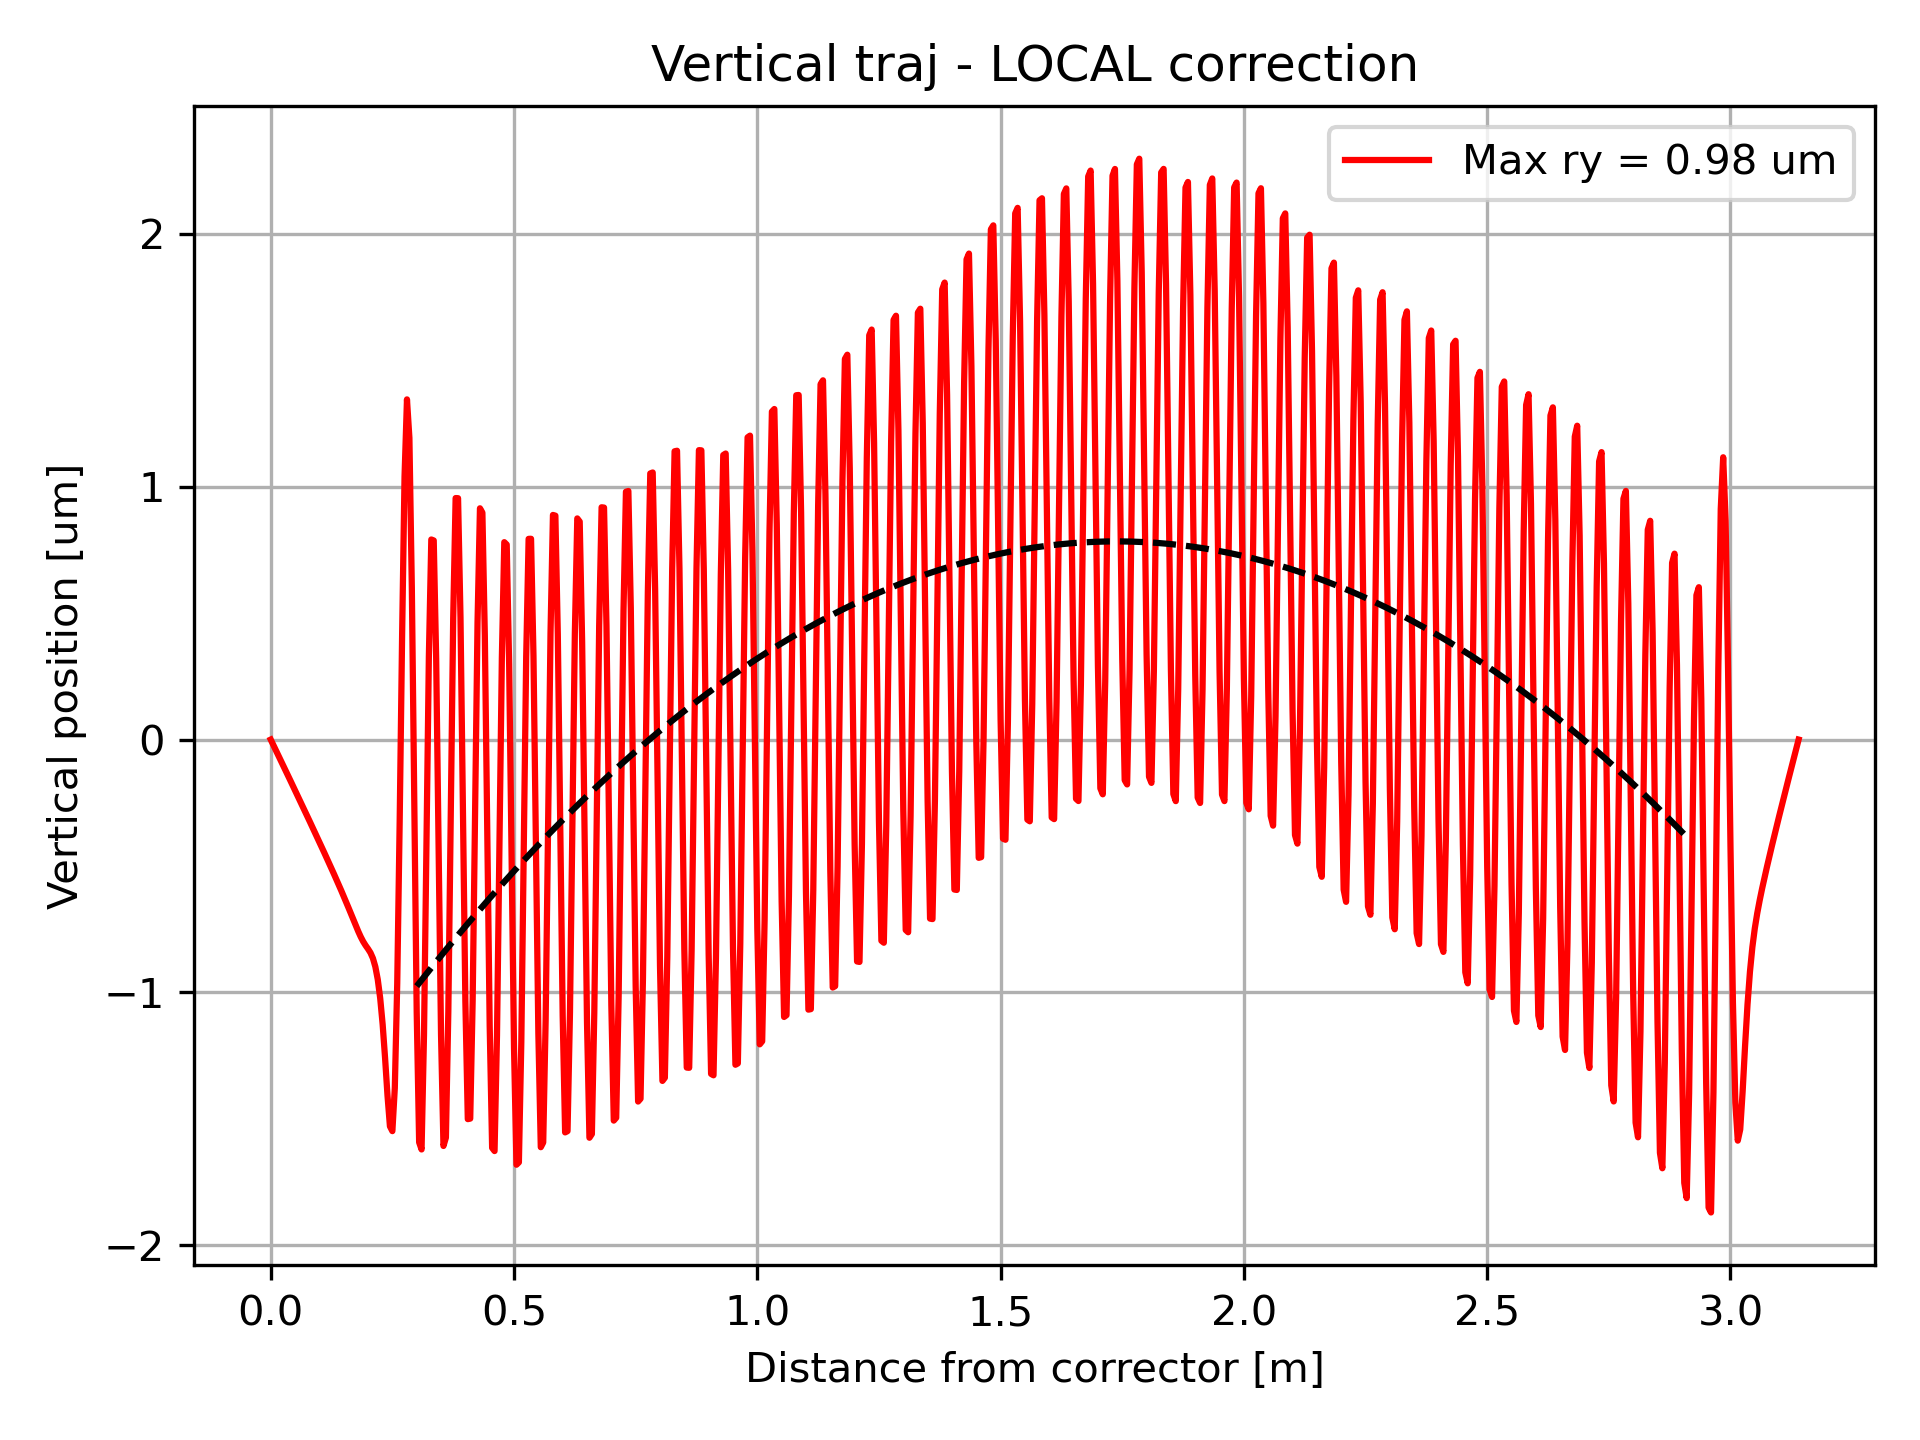 Vertical traj - LOCAL correction
Max ry = 0.98 um
Vertical position [um]
2
1
0
−1
−2
0.0 0.5 1.0 1.5 2.0 2.5 3.0
Distance from corrector [m]